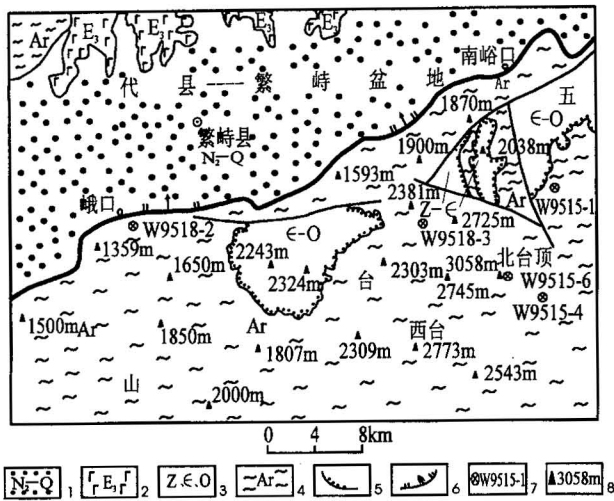 E₃ E₃ E₃ E₃
Ar
南峪口
代 县 —— 繁 峙 盆 地
Ar
五
1870m
∈-O
繁峙县
N₂-Q
1900m
2038m
1593m
2381m
Z-∈
Ar
W9515-1
峨口
2725m
W9518-2
∈-O
W9518-3
1359m
2243m
北台顶
1650m
2324m
台
2303m
3058m
2745m
W9515-6
W9515-4
1500m
Ar
1850m
Ar
2309m
西台
1807m
2773m
山
2000m
2543m
0 4 8km
N₂-Q 1 E₃ 2 Z.∈.O 3 Ar 4 5 6 W9515-1 7 3058m 8